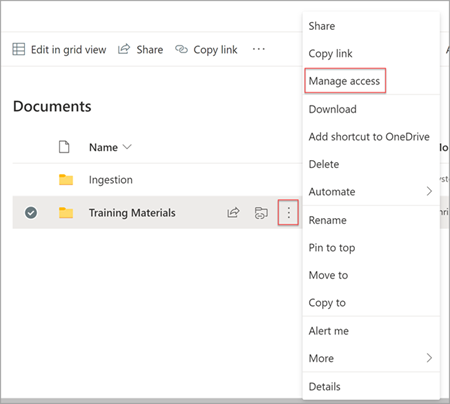 Edit in grid view Share Copy link ···
Documents
Name
Ingestion
Training Materials
Share
Copy link
Manage access
Download
Add shortcut to OneDrive
Delete
Automate
Rename
Pin to top
Move to
Copy to
Alert me
More
Details